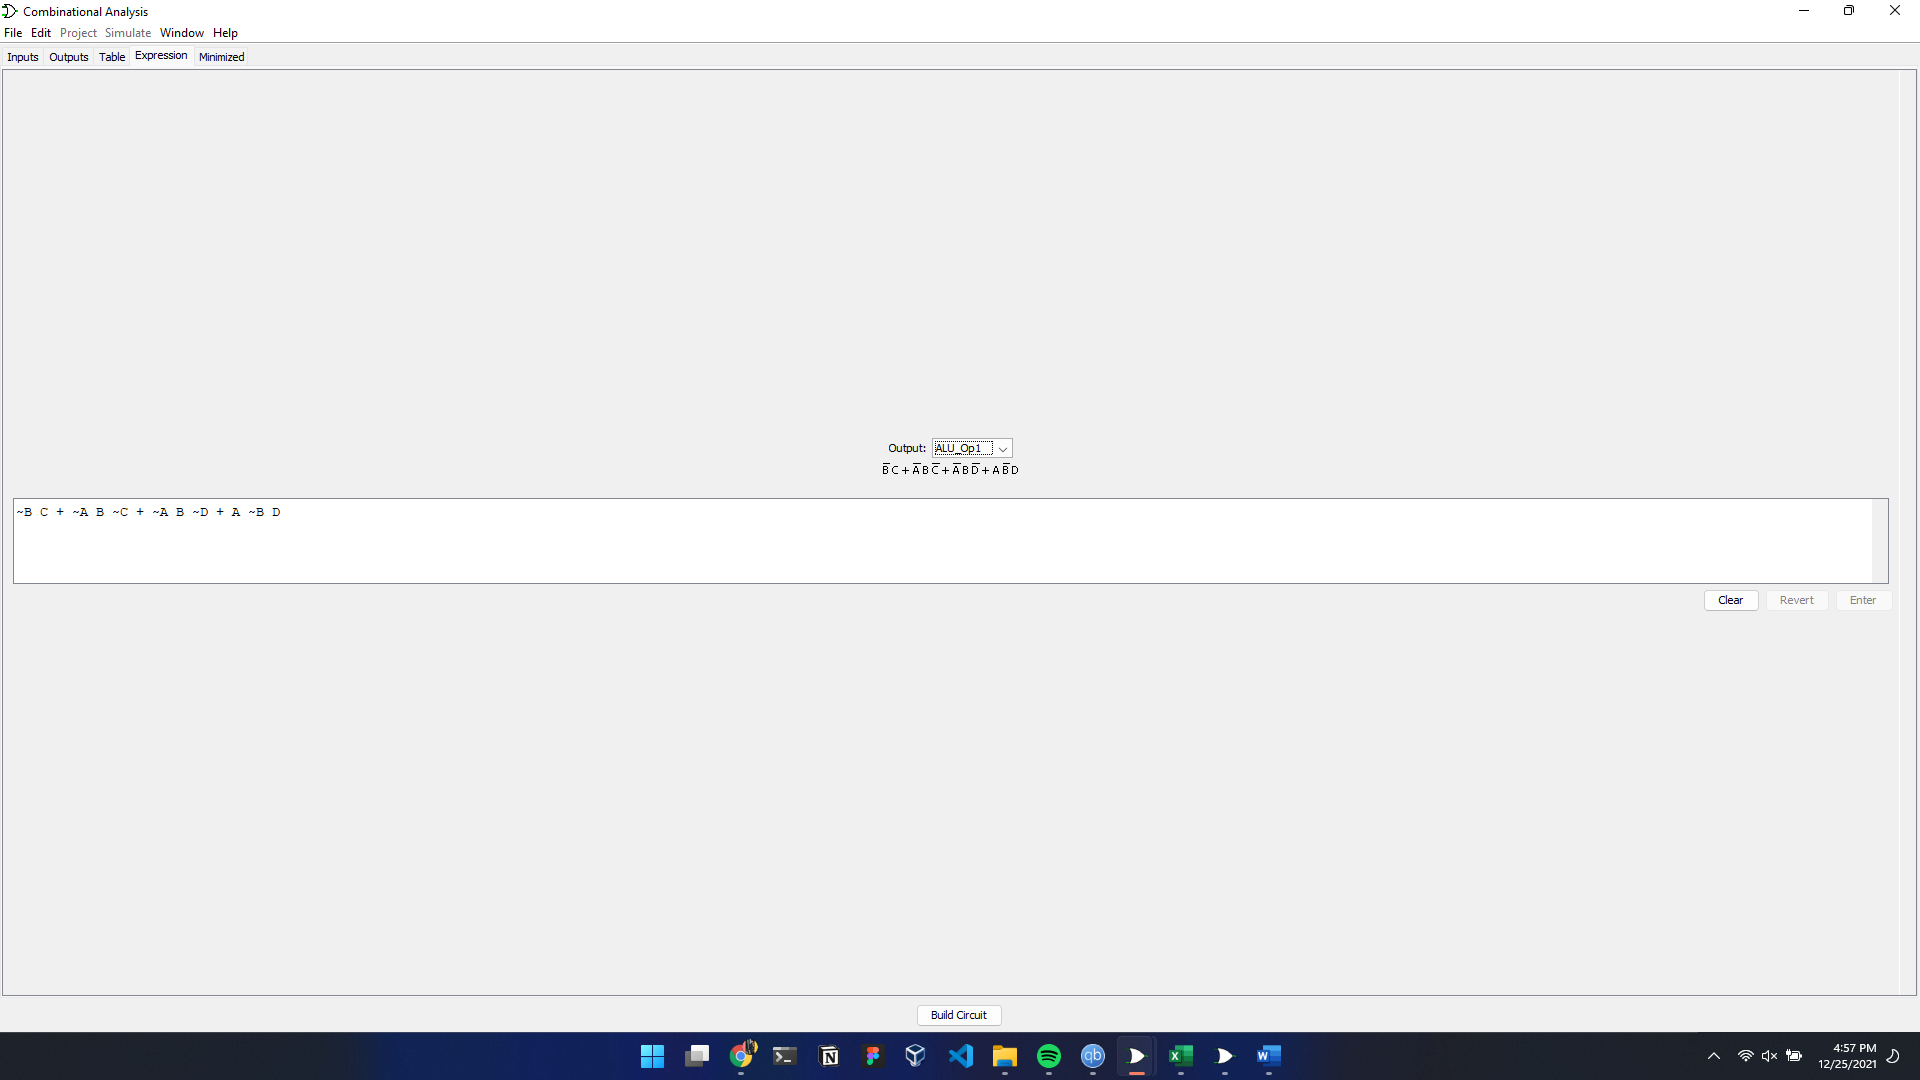 Combinational Analysis
File Edit Project Simulate Window Help
Inputs Outputs Table Expression Minimized
Output: ALU_Op1
B̅ C + A̅ B C̅ + A̅ B D̅ + A B̅ D
~B C + ~A B ~C + ~A B ~D + A ~B D
Clear Revert Enter
Build Circuit
4:57 PM
12/25/2021